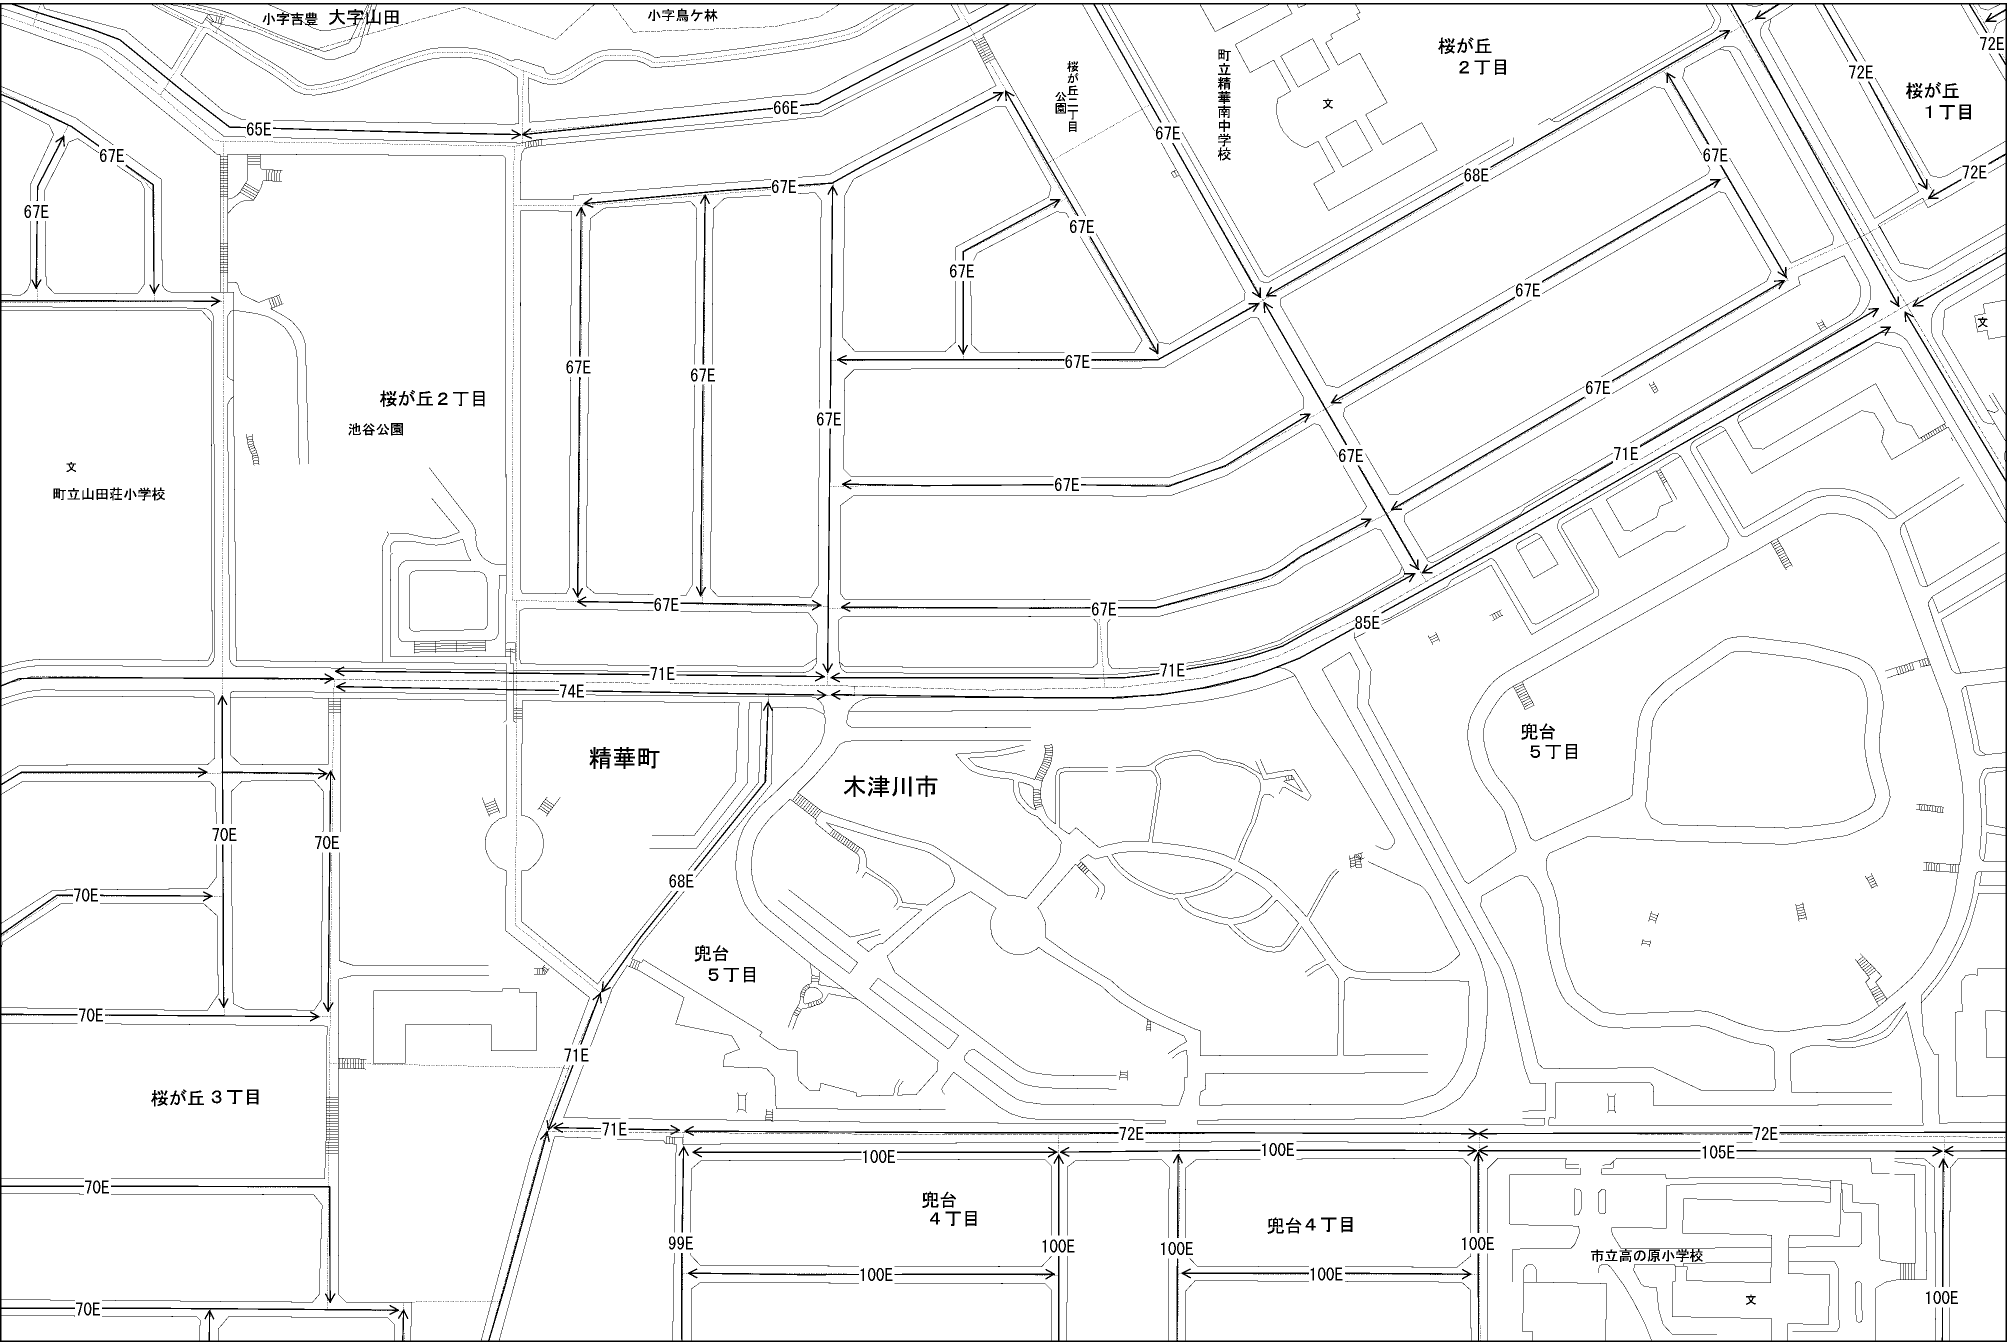 小字吉豊
大字山田
小字鳥ケ林
桜が丘二丁目
公園
町立精華南中学校
桜が丘
２丁目
文
桜が丘
１丁目
72E
72E
72E
65E
66E
67E
67E
67E
67E
67E
68E
67E
67E
67E
67E
67E
67E
67E
67E
67E
67E
67E
文
桜が丘２丁目
池谷公園
文
町立山田荘小学校
67E
67E
71E
67E
67E
85E
71E
71E
74E
兜台
５丁目
精華町
木津川市
70E
70E
68E
70E
兜台
５丁目
70E
71E
桜が丘３丁目
71E
72E
72E
100E
100E
105E
70E
兜台
４丁目
兜台４丁目
99E
100E
100E
100E
市立高の原小学校
100E
100E
文
100E
70E